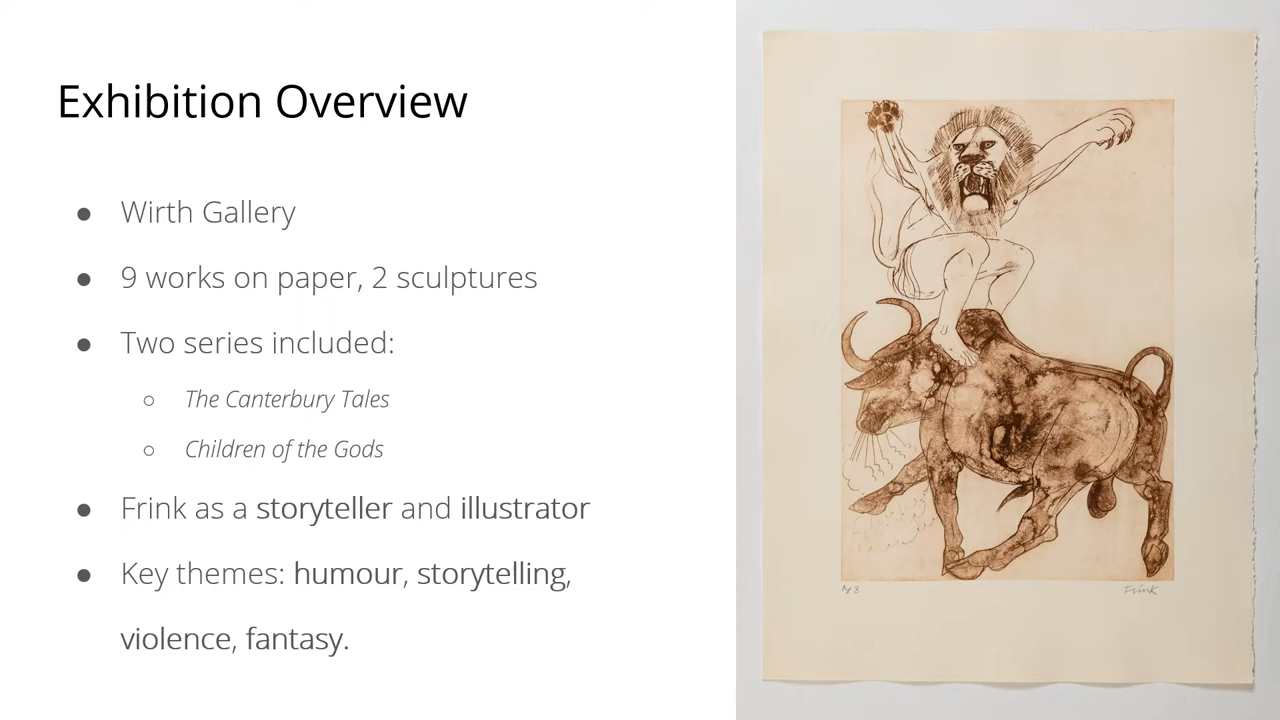 Exhibition Overview
● Wirth Gallery
● 9 works on paper, 2 sculptures
● Two series included:
○ The Canterbury Tales
○ Children of the Gods
● Frink as a storyteller and illustrator
● Key themes: humour, storytelling,
violence, fantasy.
Frink